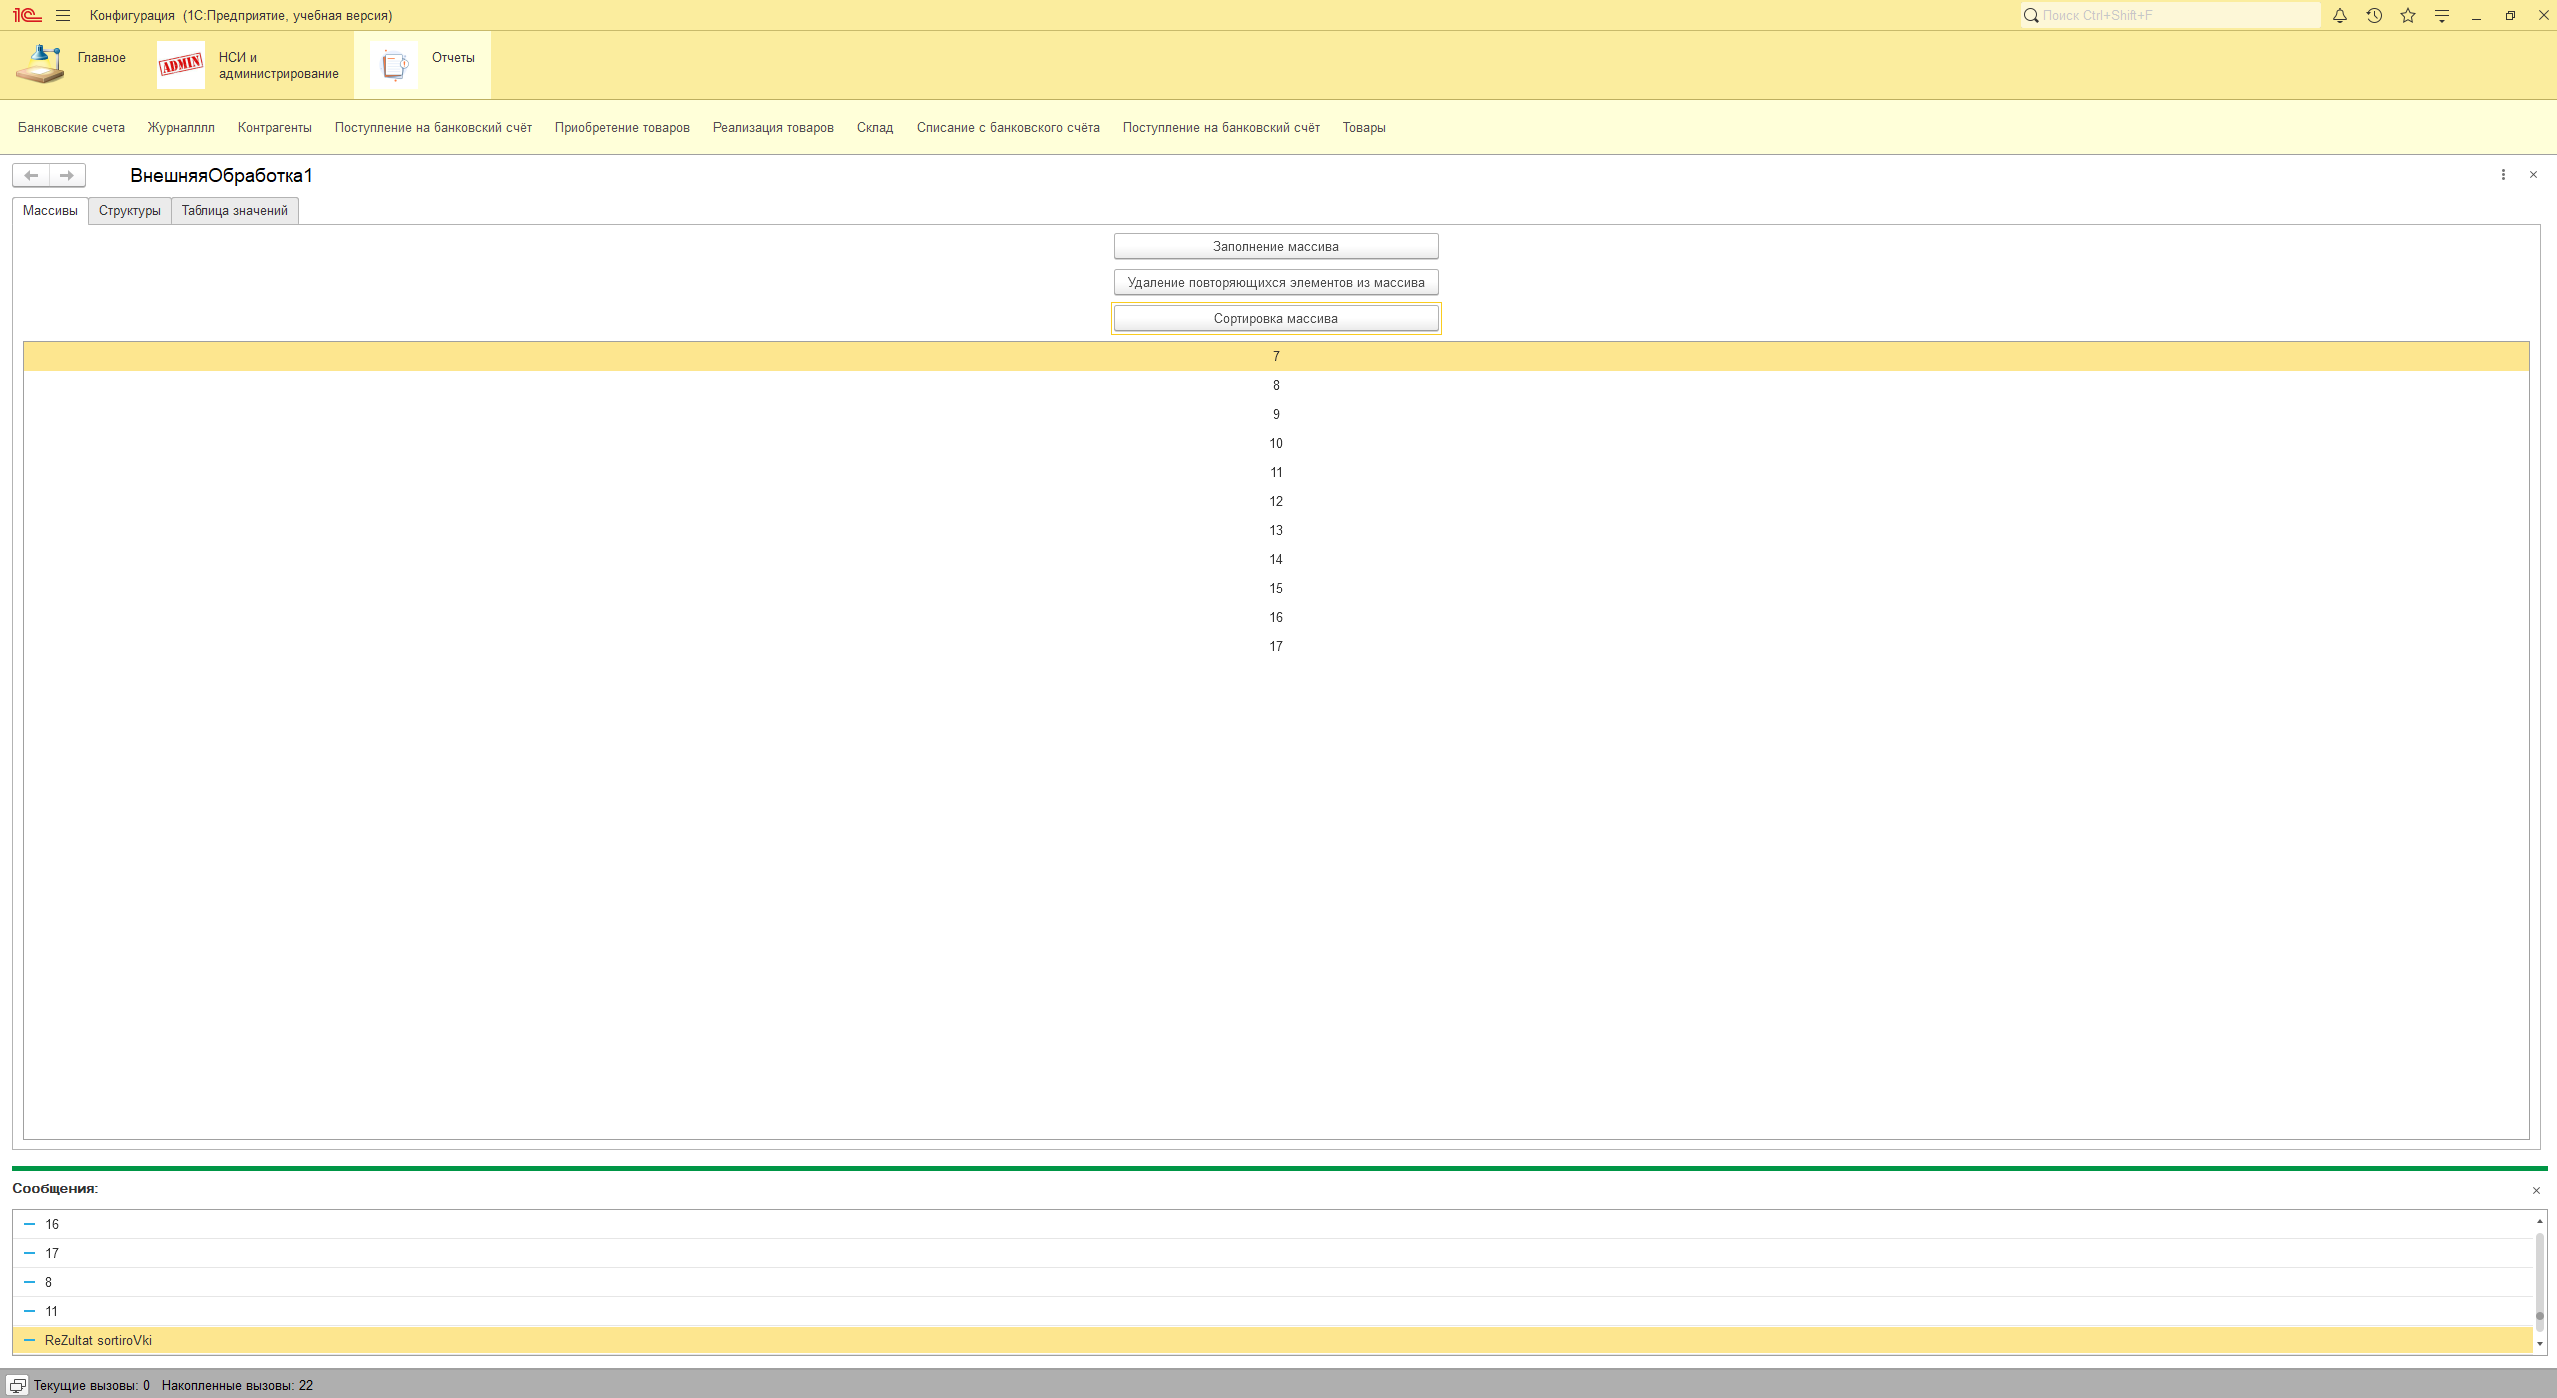 1С Конфигурация (1С:Предприятие, учебная версия) Поиск Ctrl+Shift+F
Главное
ADMIN
НСИ и
администрирование
Отчеты
Банковские счета Журналлл Контрагенты Поступление на банковский счёт Приобретение товаров Реализация товаров Склад Списание с банковского счёта Поступление на банковский счёт Товары
ВнешняяОбработка1
Массивы Структуры Таблица значений
Заполнение массива
Удаление повторяющихся элементов из массива
Сортировка массива
7
8
9
10
11
12
13
14
15
16
17
Сообщения:
16
17
8
11
ReZultat sortiroVki
Текущие вызовы: 0 Накопленные вызовы: 22